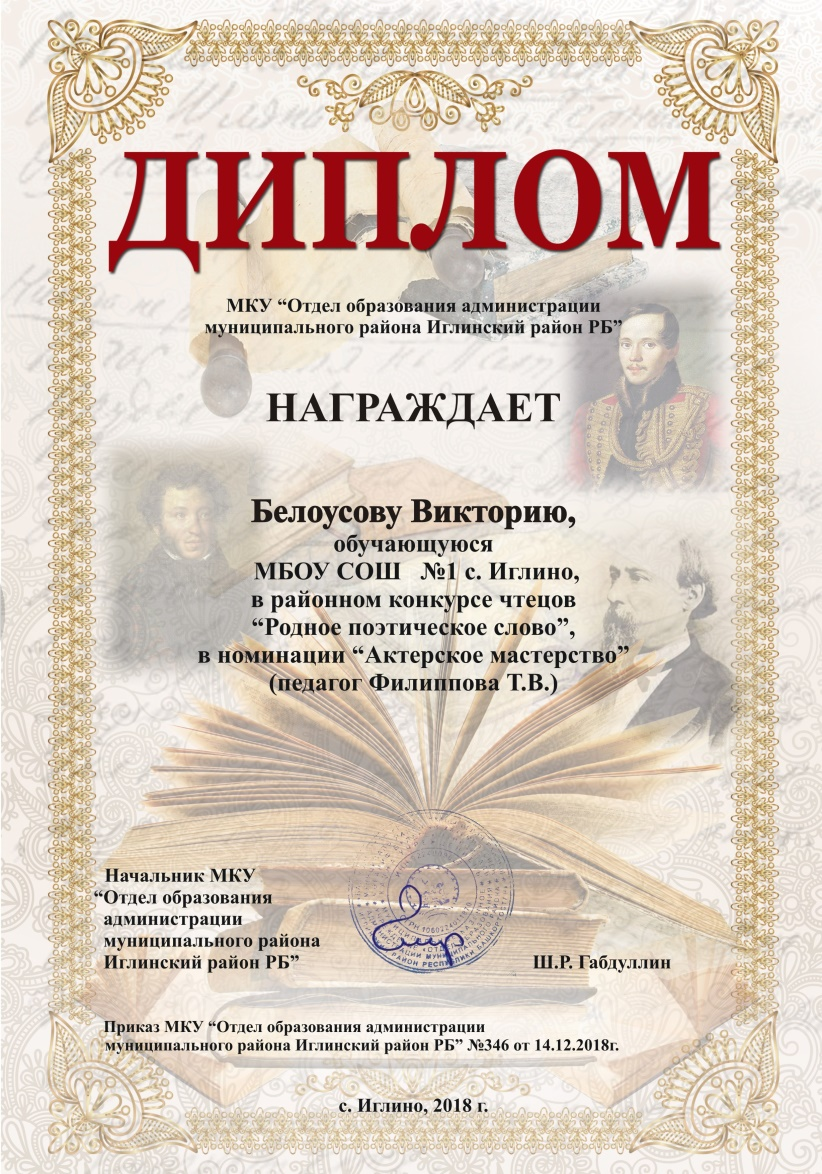 ДИПЛОМ
МКУ “Отдел образования администрации
муниципального района Иглинский район РБ”
НАГРАЖДАЕТ
Белоусову Викторию,
обучающуюся
МБОУ СОШ №1 с. Иглино,
в районном конкурсе чтецов
“Родное поэтическое слово”,
в номинации “Актерское мастерство”
(педагог Филиппова Т.В.)
Начальник МКУ
“Отдел образования
администрации
муниципального района
Иглинский район РБ”
Ш.Р. Габдуллин
Приказ МКУ “Отдел образования администрации
муниципального района Иглинский район РБ” №346 от 14.12.2018г.
с. Иглино, 2018 г.